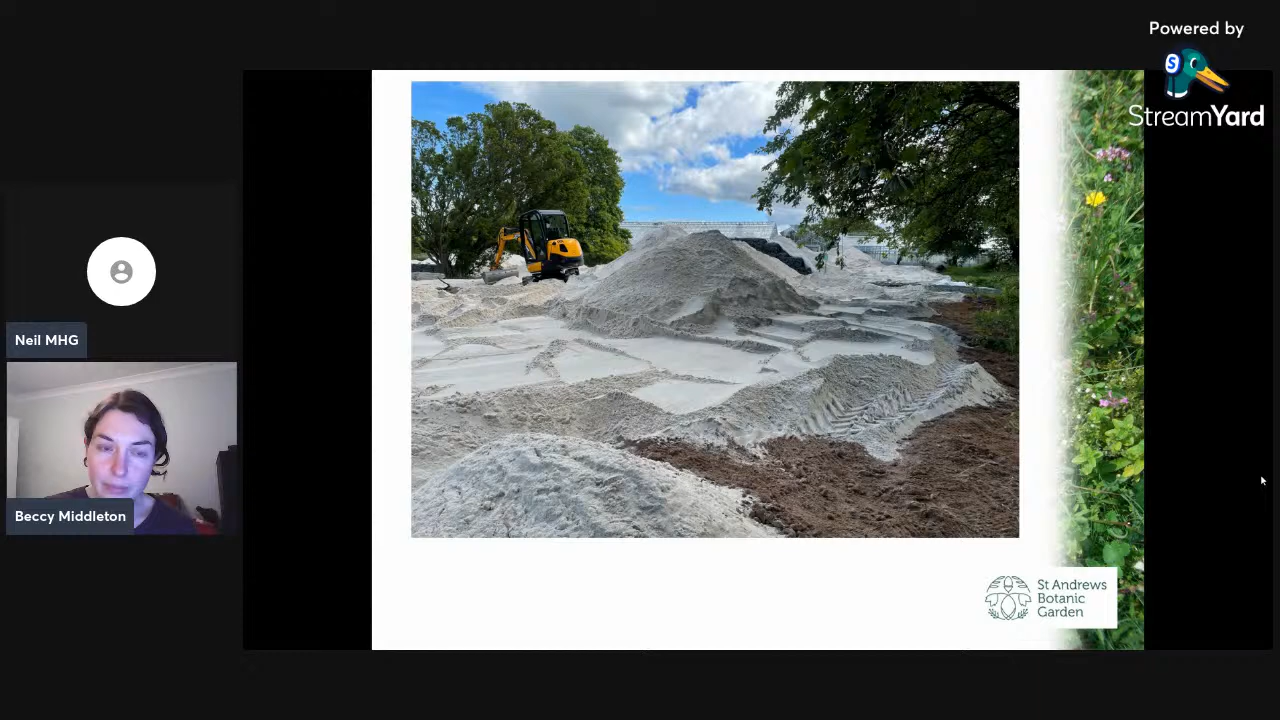 Powered by
S
StreamYard
Neil MHG
Beccy Middleton
St Andrews
Botanic
Garden